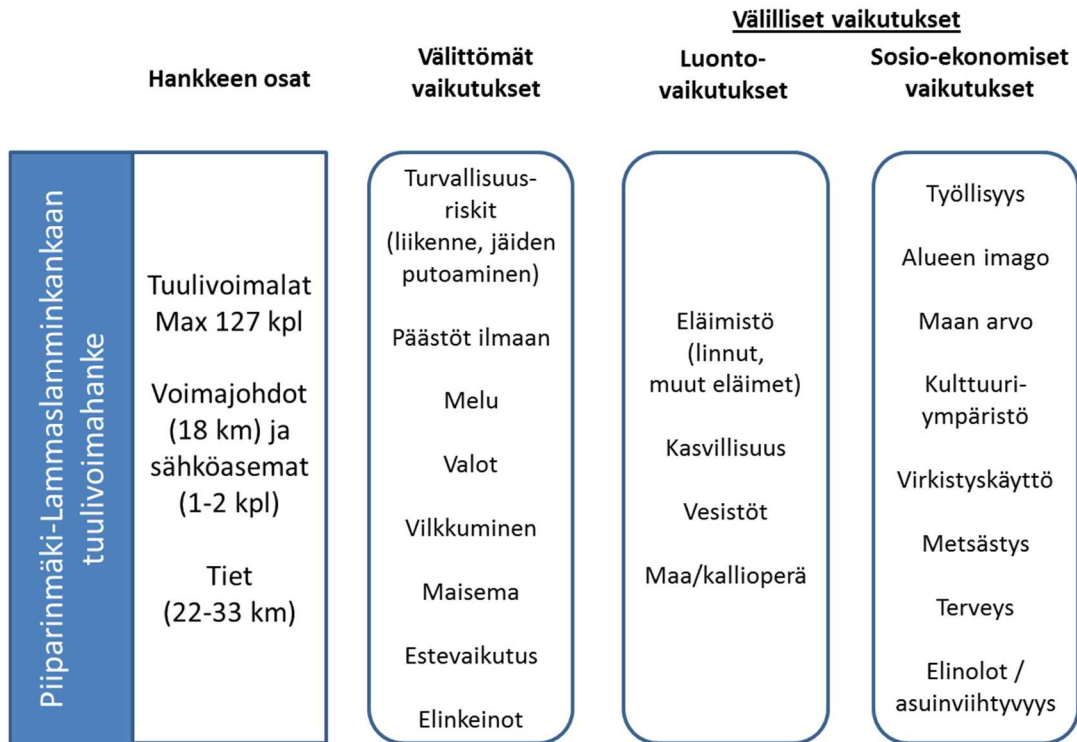 Välilliset vaikutukset
Hankkeen osat
Välittömät
vaikutukset
Luonto-
vaikutukset
Sosio-ekonomiset
vaikutukset
Piiparinmäki-Lammaslamminkankaan
tuulivoimahanke
Tuulivoimalat
Max 127 kpl
Voimajohdot
(18 km) ja
sähköasemat
(1-2 kpl)
Tiet
(22-33 km)
Turvallisuus-
riskit
(liikenne, jäiden
putoaminen)
Päästöt ilmaan
Melu
Valot
Vilkkuminen
Maisema
Estevaikutus
Elinkeinot
Eläimistö
(linnut,
muut eläimet)
Kasvillisuus
Vesistöt
Maa/kallioperä
Työllisyys
Alueen imago
Maan arvo
Kulttuuri-
ympäristö
Virkistyskäyttö
Metsästys
Terveys
Elinolot /
asuinviihtyvyys